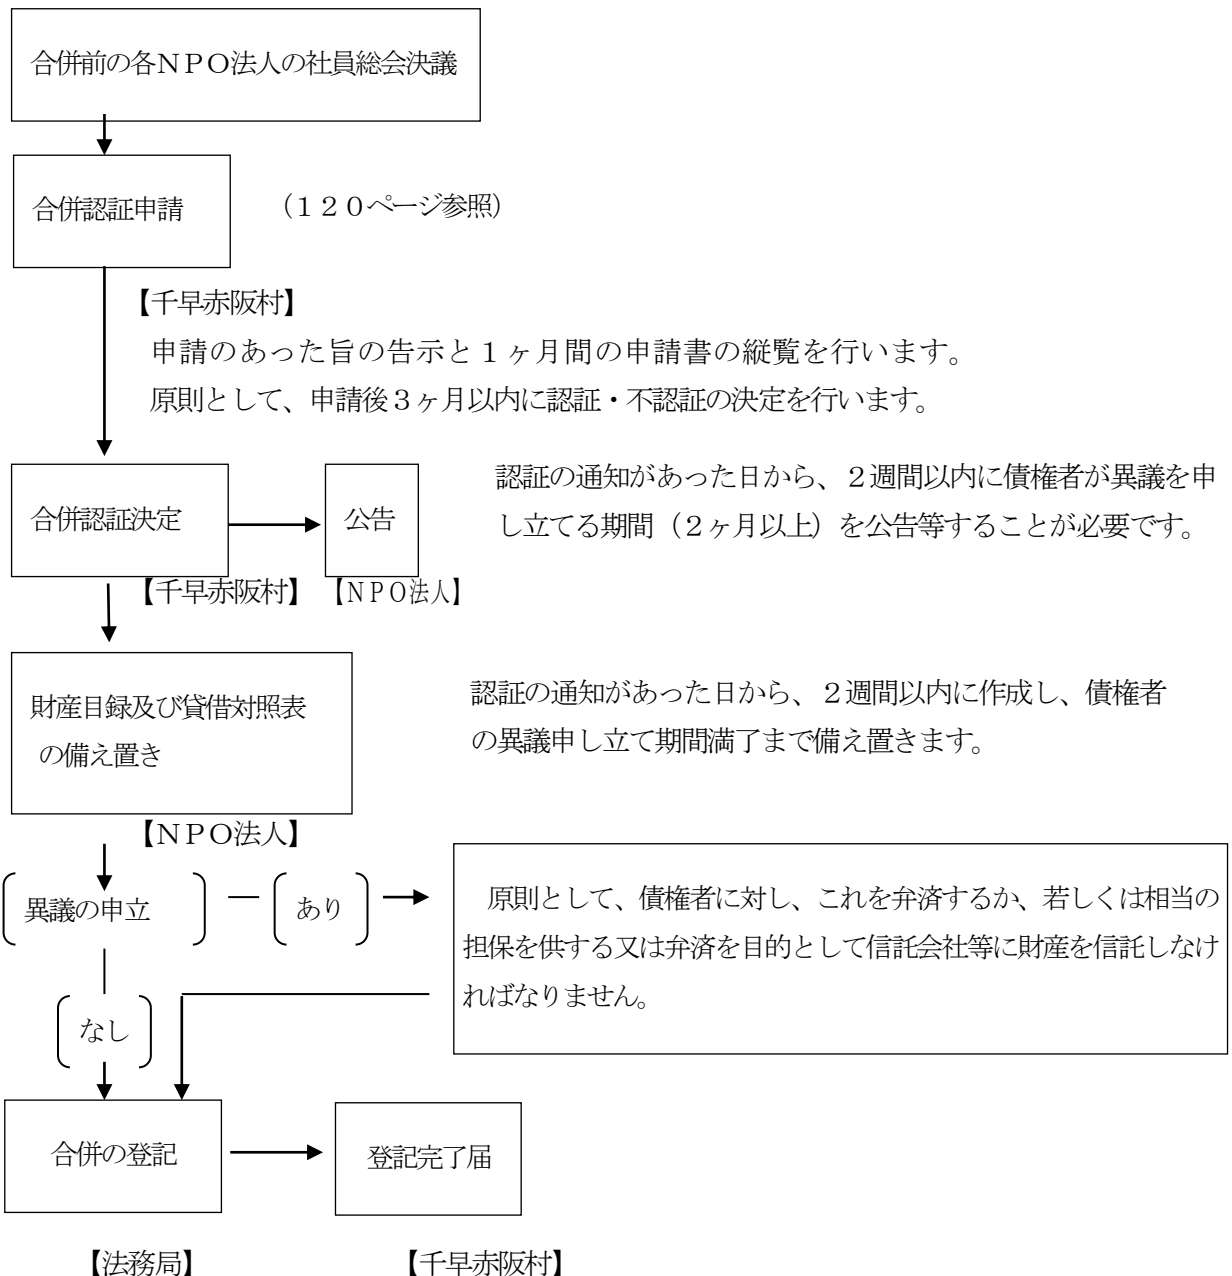 合併前の各ＮＰＯ法人の社員総会決議
合併認証申請
（１２０ページ参照）
【千早赤阪村】
申請のあった旨の告示と１ヶ月間の申請書の縦覧を行います。
原則として、申請後３ヶ月以内に認証・不認証の決定を行います。
合併認証決定
公告
認証の通知があった日から、２週間以内に債権者が異議を申
し立てる期間（２ヶ月以上）を公告等することが必要です。
【千早赤阪村】
【ＮＰＯ法人】
財産目録及び貸借対照表
の備え置き
認証の通知があった日から、２週間以内に作成し、債権者
の異議申し立て期間満了まで備え置きます。
【ＮＰＯ法人】
異議の申立
あり
原則として、債権者に対し、これを弁済するか、若しくは相当の
担保を供する又は弁済を目的として信託会社等に財産を信託しなけ
ればなりません。
なし
合併の登記
登記完了届
【法務局】
【千早赤阪村】